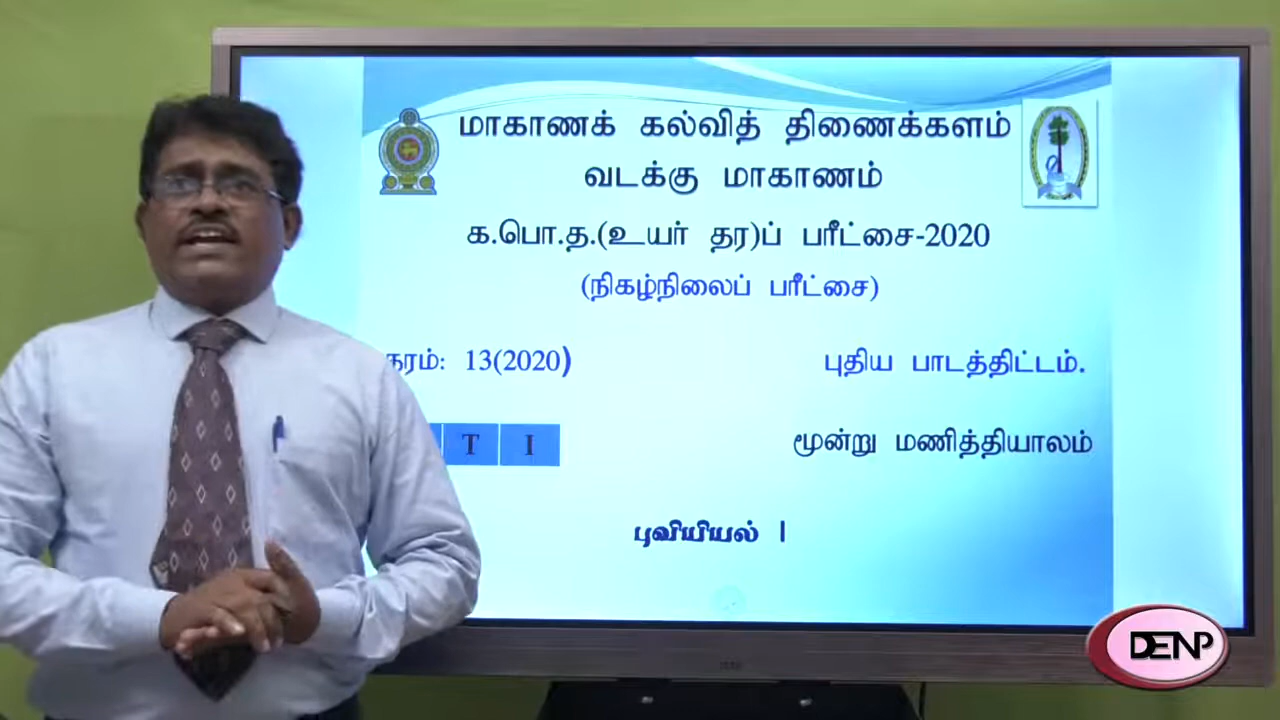 மாகாணக் கல்வித் திணைக்களம்
வடக்கு மாகாணம்
க.பொ.த.(உயர் தர)ப் பரீட்சை-2020
(நிகழ்நிலைப் பரீட்சை)
தரம்: 13(2020)
புதிய பாடத்திட்டம்.
T I
மூன்று மணித்தியாலம்
புவியியல் I
DENP